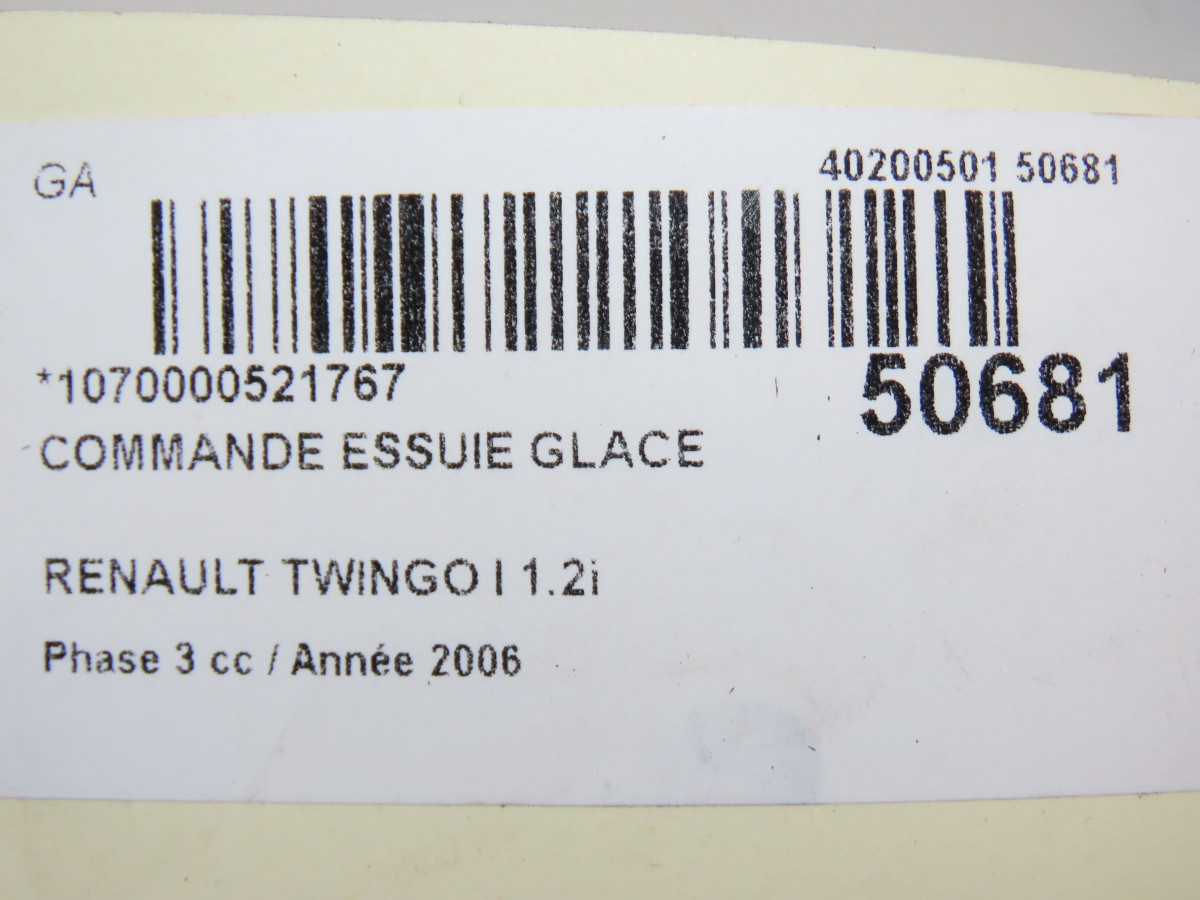 GA
40200501 50681
*1070000521767
50681
COMMANDE ESSUIE GLACE
RENAULT TWINGO I 1.2i
Phase 3 cc / Année 2006